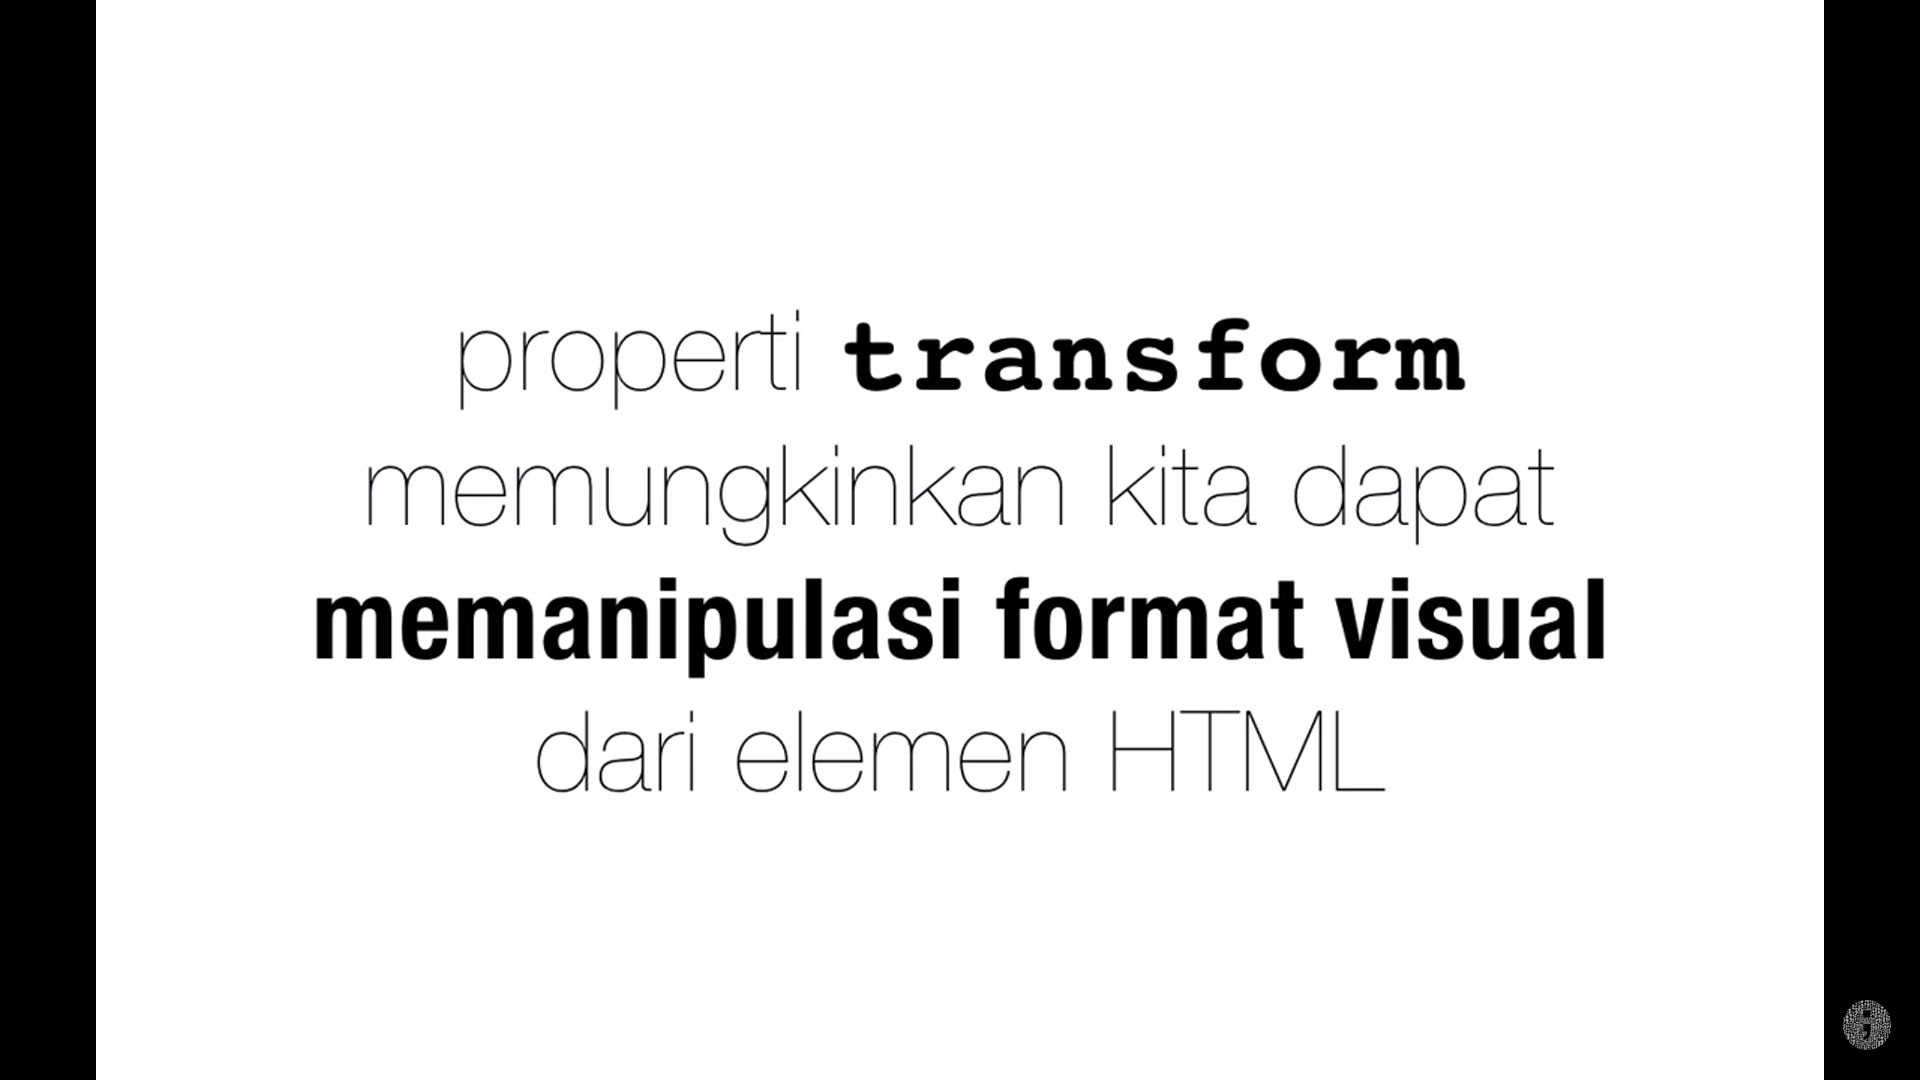 properti transform
memungkinkan kita dapat
memanipulasi format visual
dari elemen HTML